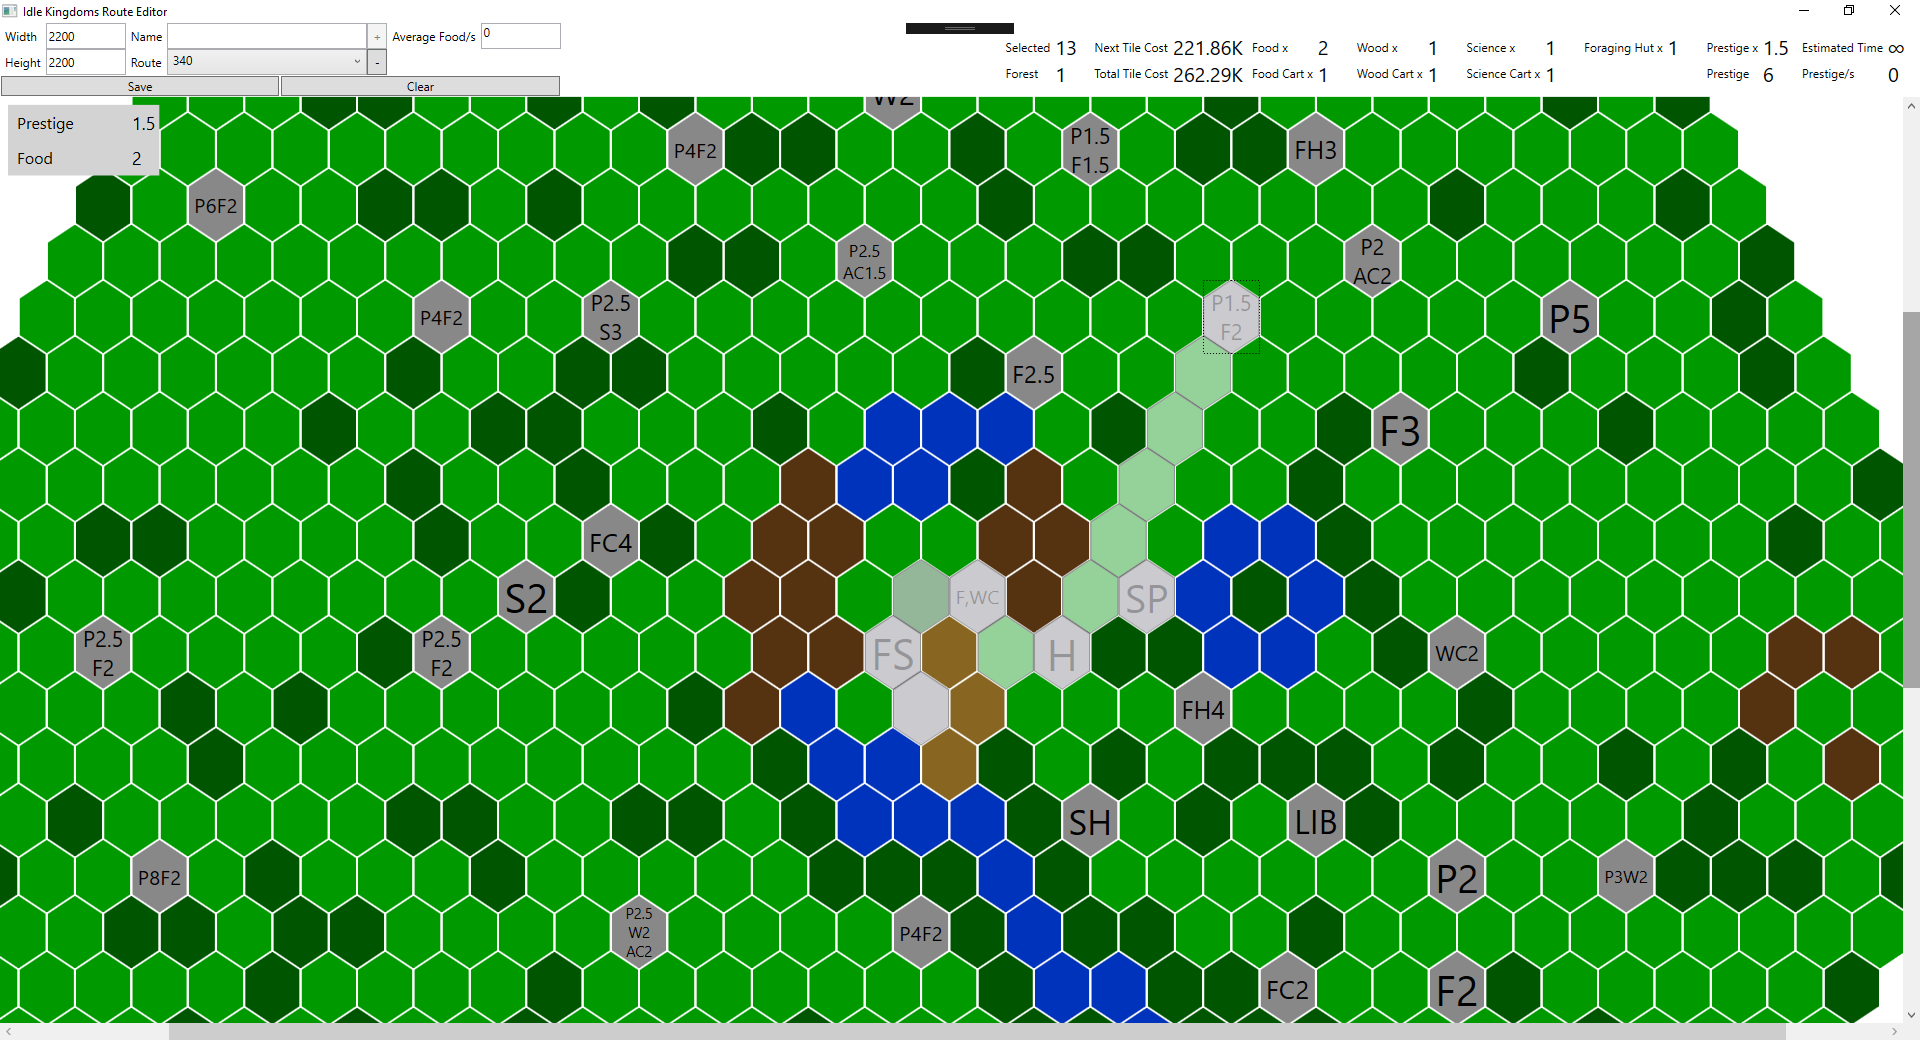 Idle Kingdoms Route Editor
Width 2200 Name + Average Food/s 0
Height 2200 Route 340 -
Save Clear
Selected 13 Next Tile Cost 221.86K Food x 2 Wood x 1 Science x 1 Foraging Hut x 1 Prestige x 1.5 Estimated Time ∞
Forest 1 Total Tile Cost 262.29K Food Cart x 1 Wood Cart x 1 Science Cart x 1 Prestige 6 Prestige/s 0
Prestige 1.5
Food 2
W2
P4F2
P1.5
F1.5
FH3
P6F2
P2.5
AC1.5
P2
AC2
P4F2
P2.5
S3
P1.5
F2
P5
F2.5
F3
FC4
S2
F,WC
SP
P2.5
F2
P2.5
F2
FS
H
WC2
FH4
SH
LIB
P8F2
P2
P3W2
P2.5
W2
AC2
P4F2
FC2
F2